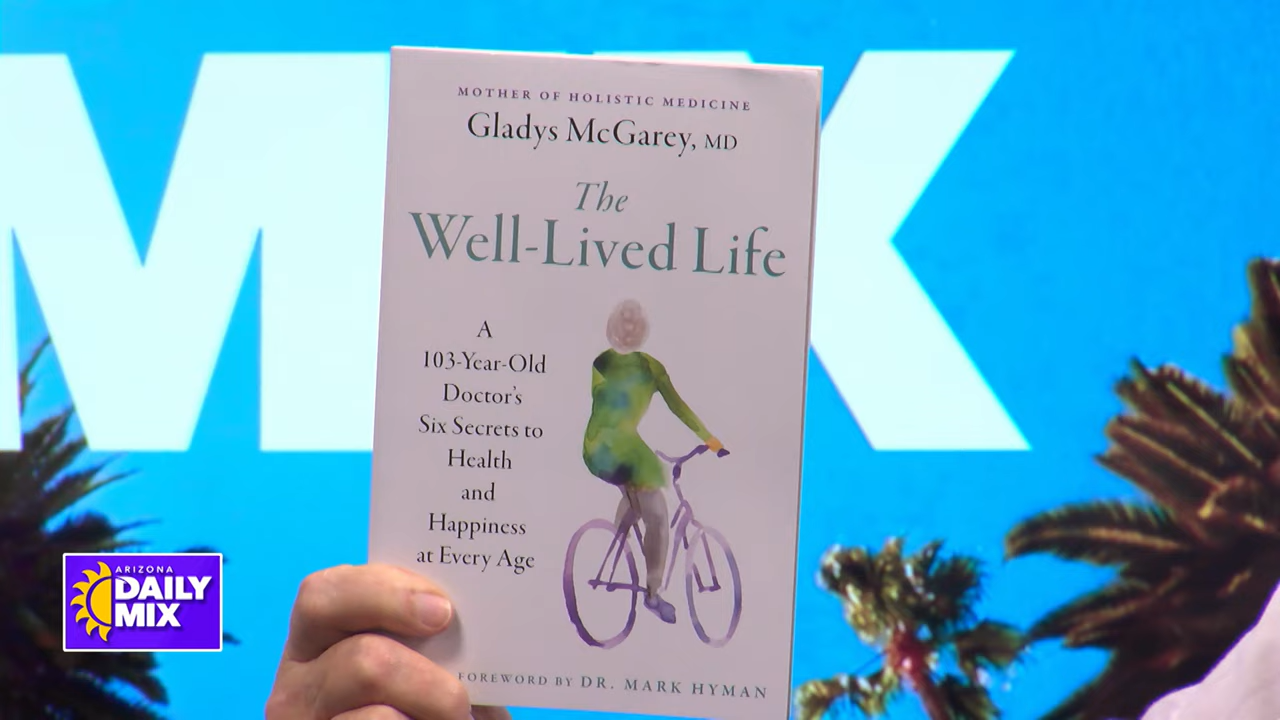 MIX
MOTHER OF HOLISTIC MEDICINE
Gladys McGarey, MD
The
Well-Lived Life
A
103-Year-Old
Doctor's
Six Secrets to
Health
and
Happiness
at Every Age
FOREWORD BY DR. MARK HYMAN
ARIZONA
DAILY
MIX